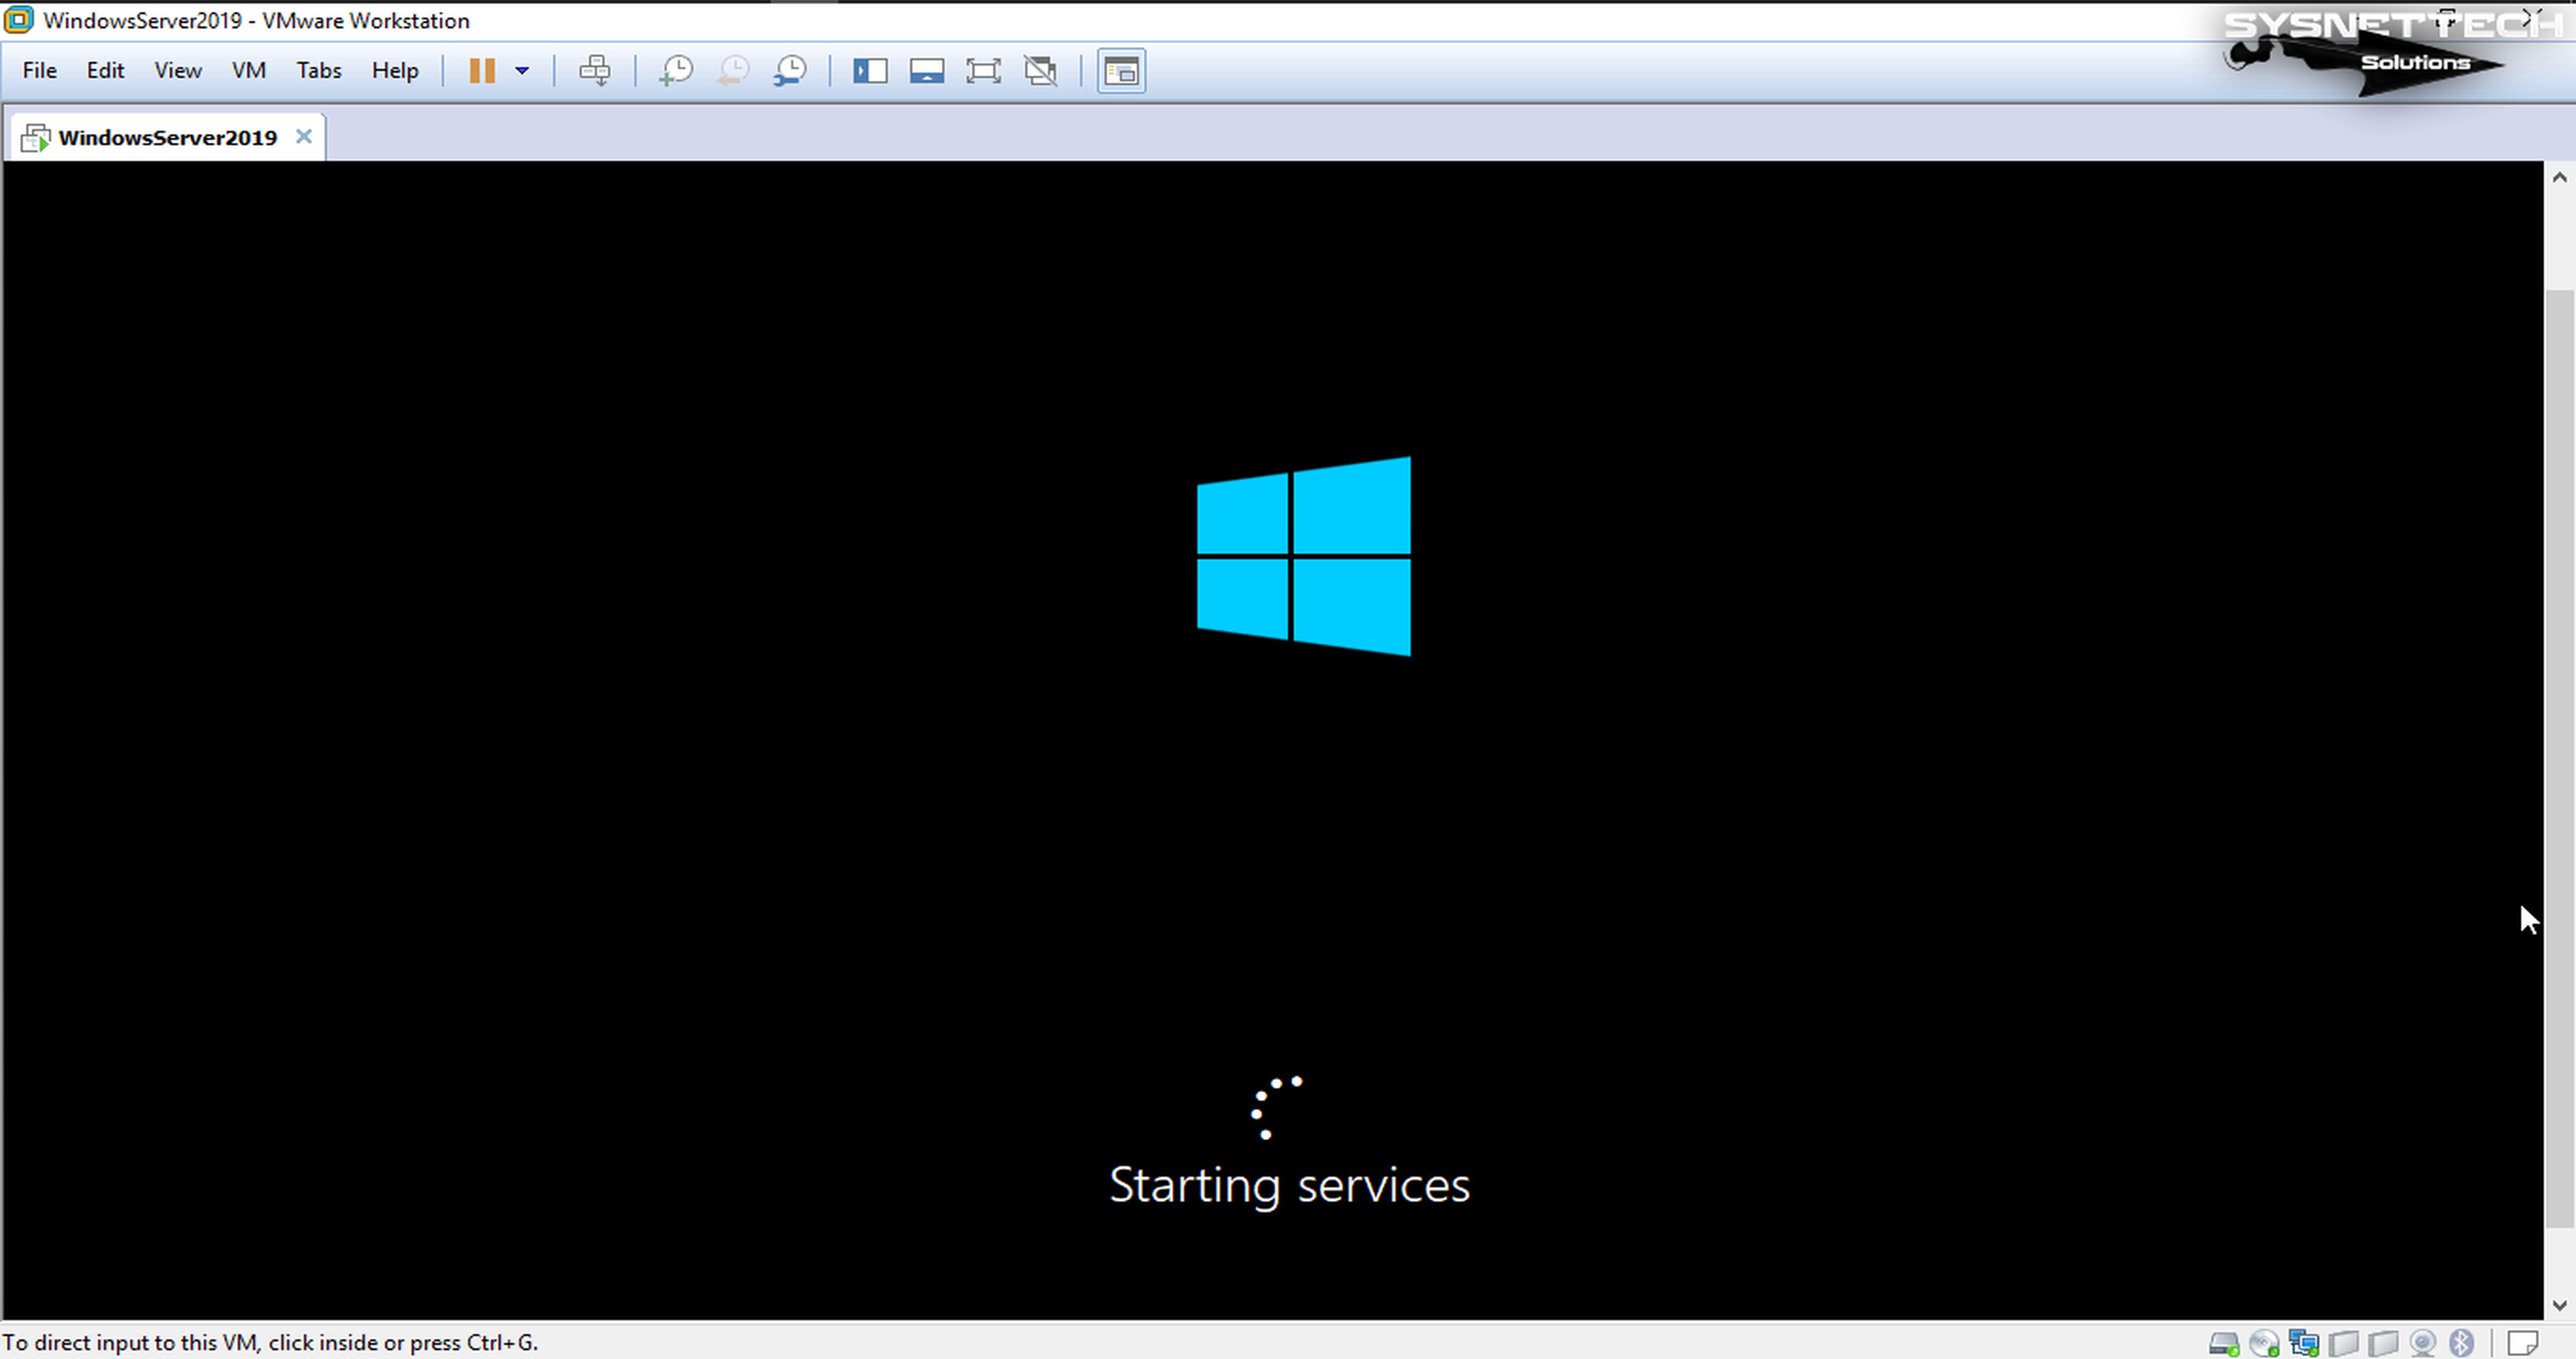 WindowsServer2019 - VMware Workstation
SYSNETTECH
Solutions
File Edit View VM Tabs Help
WindowsServer2019
Starting services
To direct input to this VM, click inside or press Ctrl+G.